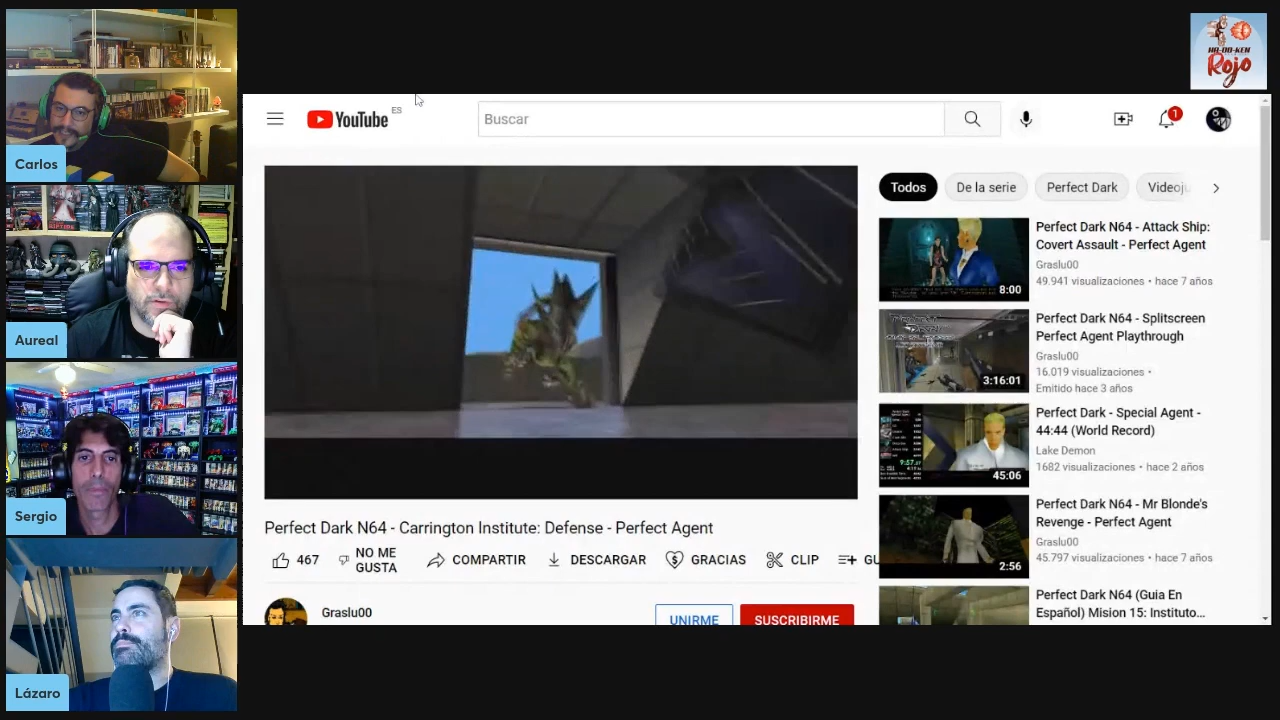 Carlos
Aureal
Sergio
Lázaro
HA-DO-KEN
Rojo
YouTube ES
Buscar
1
Todos
De la serie
Perfect Dark
Videoju
Perfect Dark N64 - Attack Ship:
Covert Assault - Perfect Agent
Graslu00
49.941 visualizaciones • hace 7 años
8:00
Perfect Dark N64 - Splitscreen
Perfect Agent Playthrough
Graslu00
16.019 visualizaciones •
Emitido hace 3 años
3:16:01
Perfect Dark - Special Agent -
44:44 (World Record)
Lake Demon
1682 visualizaciones • hace 2 años
45:06
Perfect Dark N64 - Mr Blonde's
Revenge - Perfect Agent
Graslu00
45.797 visualizaciones • hace 7 años
2:56
Perfect Dark N64 (Guia En
Español) Mision 15: Instituto...
Perfect Dark N64 - Carrington Institute: Defense - Perfect Agent
467
NO ME
GUSTA
COMPARTIR
DESCARGAR
GRACIAS
CLIP
GU
Graslu00
UNIRME
SUSCRIBIRME